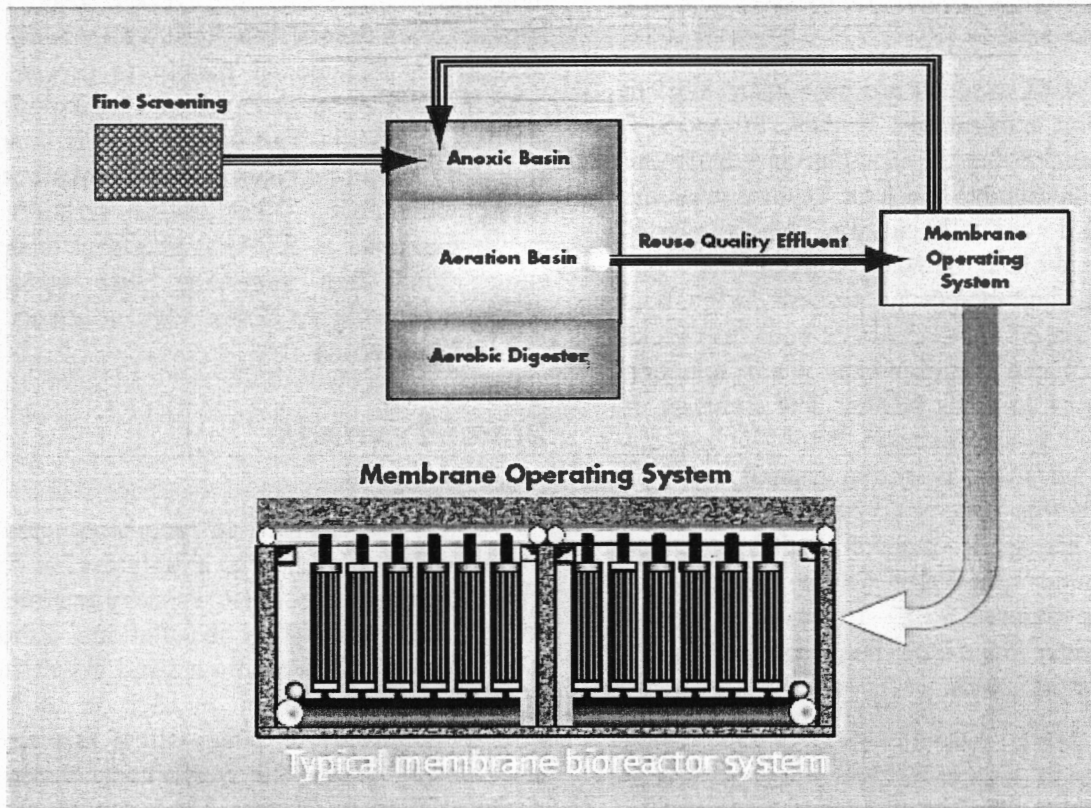 Fine Screening
Anoxic Basin
Aeration Basin
Reuse Quality Effluent
Membrane
Operating
System
Aerobic Digester
Membrane Operating System
Typical membrane bioreactor system